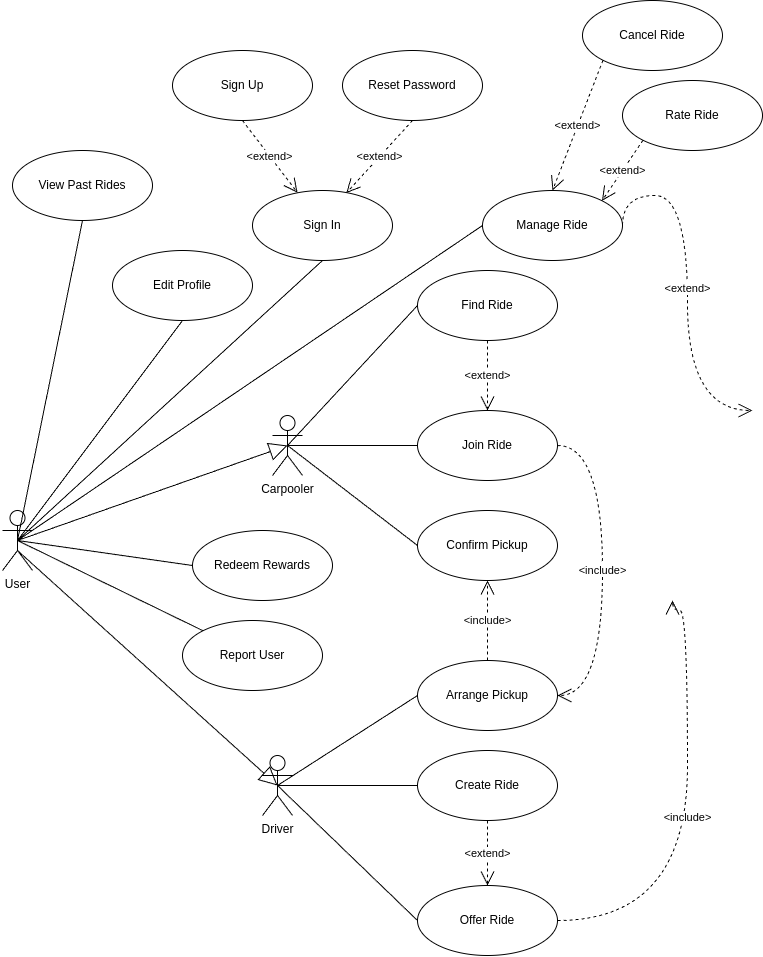 Cancel Ride
Sign Up
Reset Password
Rate Ride
<extend>
<extend>
<extend>
<extend>
View Past Rides
Sign In
Manage Ride
Edit Profile
<extend>
Find Ride
<extend>
Join Ride
Carpooler
Confirm Pickup
Redeem Rewards
<include>
User
<include>
Report User
Arrange Pickup
Create Ride
<include>
Driver
<extend>
Offer Ride